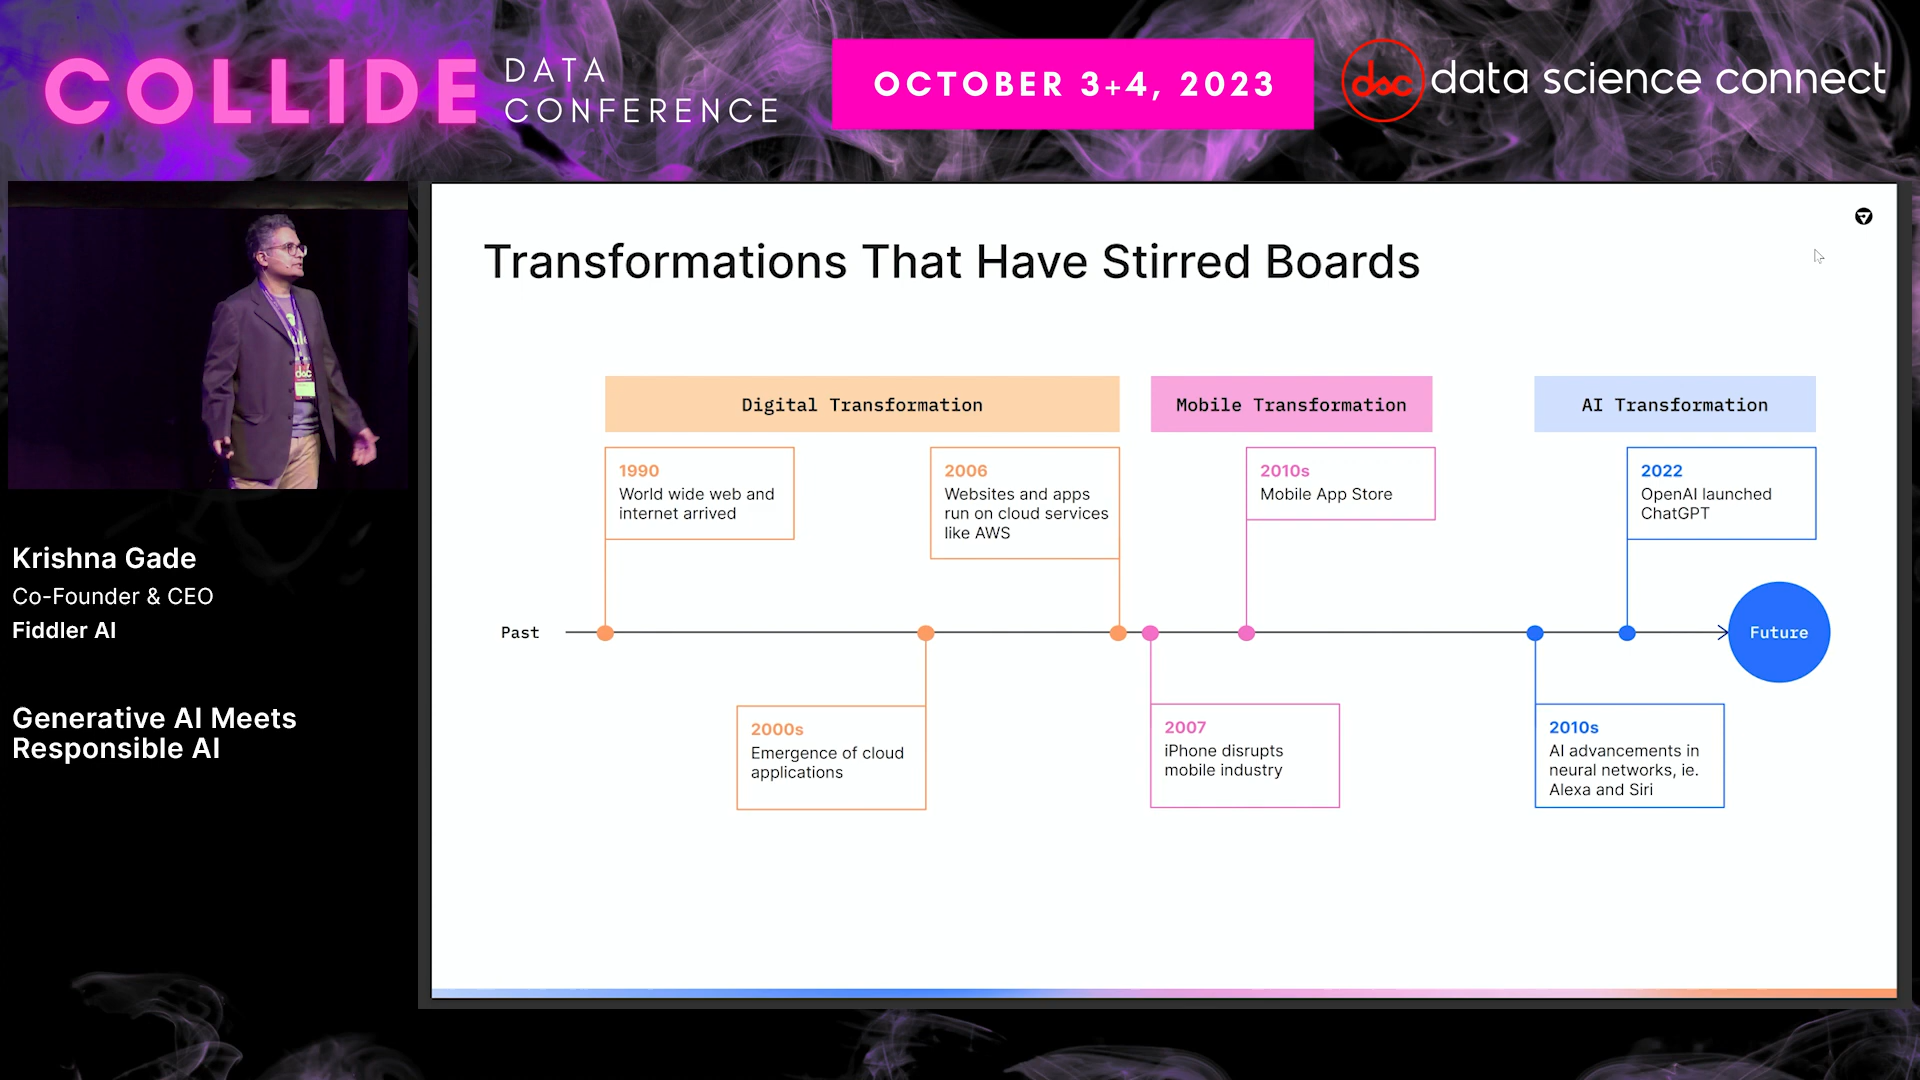 COLLIDE
DATA
CONFERENCE
OCTOBER 3+4, 2023
dsc
data science connect
Transformations That Have Stirred Boards
dsc
Krishna Gade
Co-Founder & CEO
Fiddler AI
Generative AI Meets
Responsible AI
Digital Transformation
Mobile Transformation
AI Transformation
1990
World wide web and
internet arrived
2006
Websites and apps
run on cloud services
like AWS
2010s
Mobile App Store
2022
OpenAI launched
ChatGPT
Past
Future
2000s
Emergence of cloud
applications
2007
iPhone disrupts
mobile industry
2010s
AI advancements in
neural networks, ie.
Alexa and Siri